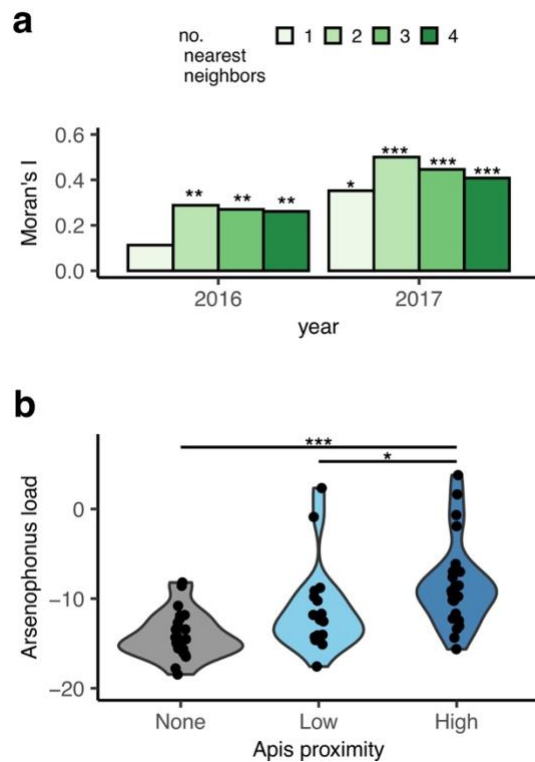 a
no.
nearest
neighbors
1 2 3 4
Moran's I
0.6
0.4
0.2
0.0
** ** **
* *** *** ***
2016 2017
year
b
***
*
Arsenophonus load
0
−10
−20
None Low High
Apis proximity